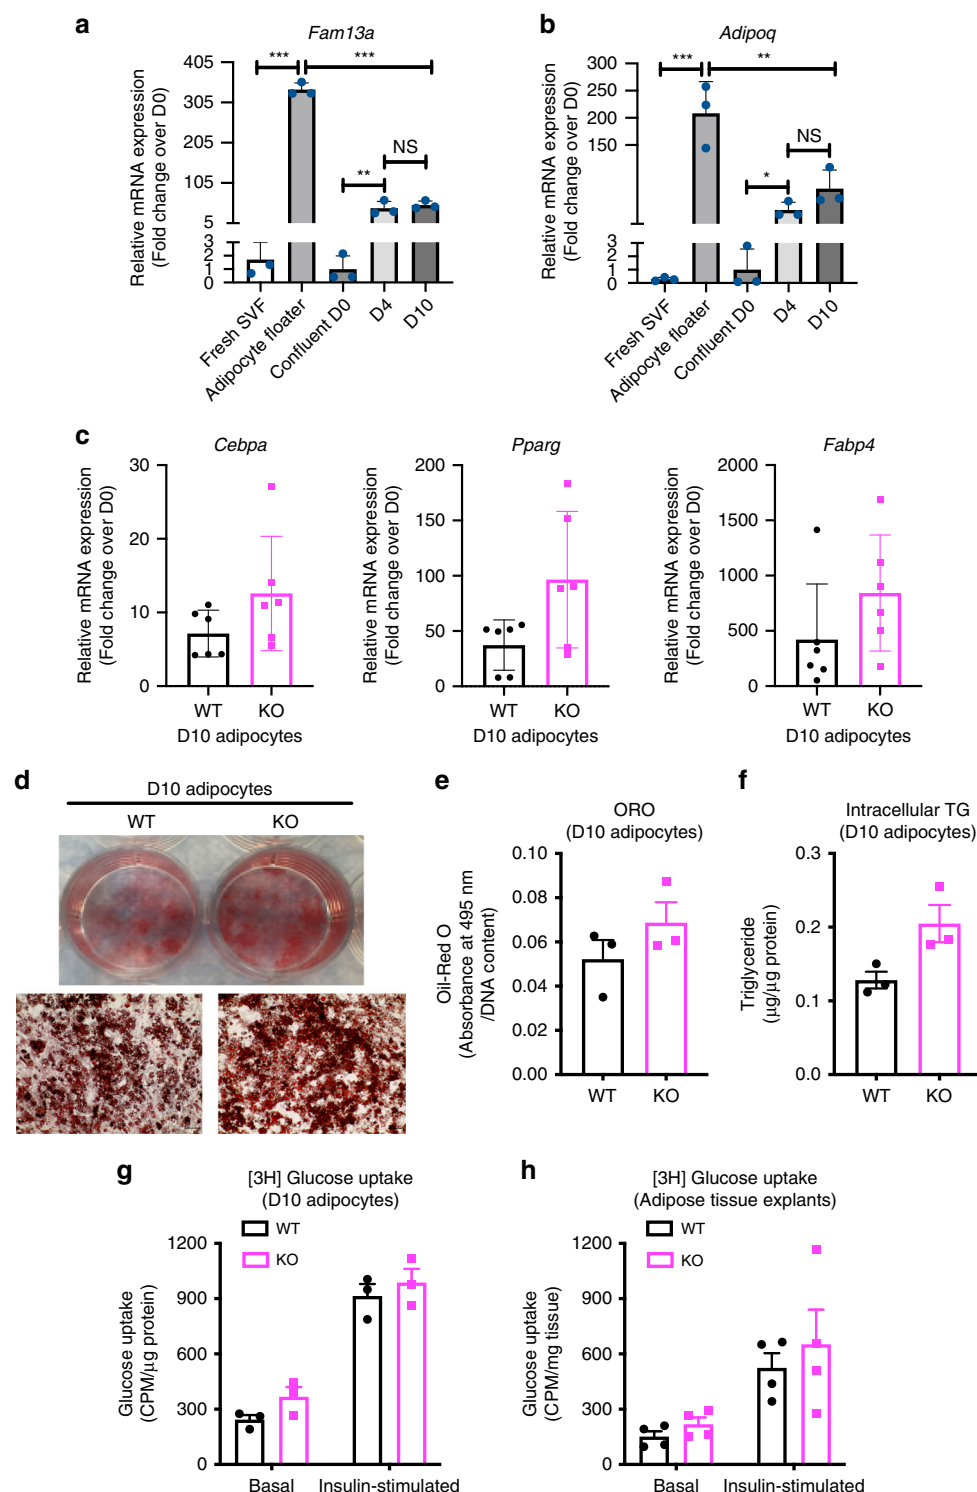 a
Fam13a
Relative mRNA expression
(Fold change over D0)
405
305
205
105
5
3
2
1
0
***
***
**
NS
Fresh SVF
Adipocyte floater
Confluent D0
D4
D10
b
Adipoq
Relative mRNA expression
(Fold change over D0)
300
250
200
150
3
2
1
0
***
**
*
NS
Fresh SVF
Adipocyte floater
Confluent D0
D4
D10
c
Cebpa
Relative mRNA expression
(Fold change over D0)
30
20
10
0
WT
KO
D10 adipocytes
Pparg
Relative mRNA expression
(Fold change over D0)
200
150
100
50
0
WT
KO
D10 adipocytes
Fabp4
Relative mRNA expression
(Fold change over D0)
2000
1500
1000
500
0
WT
KO
D10 adipocytes
d
D10 adipocytes
WT
KO
e
ORO
(D10 adipocytes)
Oil-Red O
(Absorbance at 495 nm
/DNA content)
0.10
0.08
0.06
0.04
0.02
0.00
WT
KO
f
Intracellular TG
(D10 adipocytes)
Triglyceride
(μg/μg protein)
0.3
0.2
0.1
0.0
WT
KO
g
[3H] Glucose uptake
(D10 adipocytes)
WT
KO
Glucose uptake
(CPM/μg protein)
1200
900
600
300
0
Basal
Insulin-stimulated
h
[3H] Glucose uptake
(Adipose tissue explants)
WT
KO
Glucose uptake
(CPM/mg tissue)
1200
900
600
300
0
Basal
Insulin-stimulated